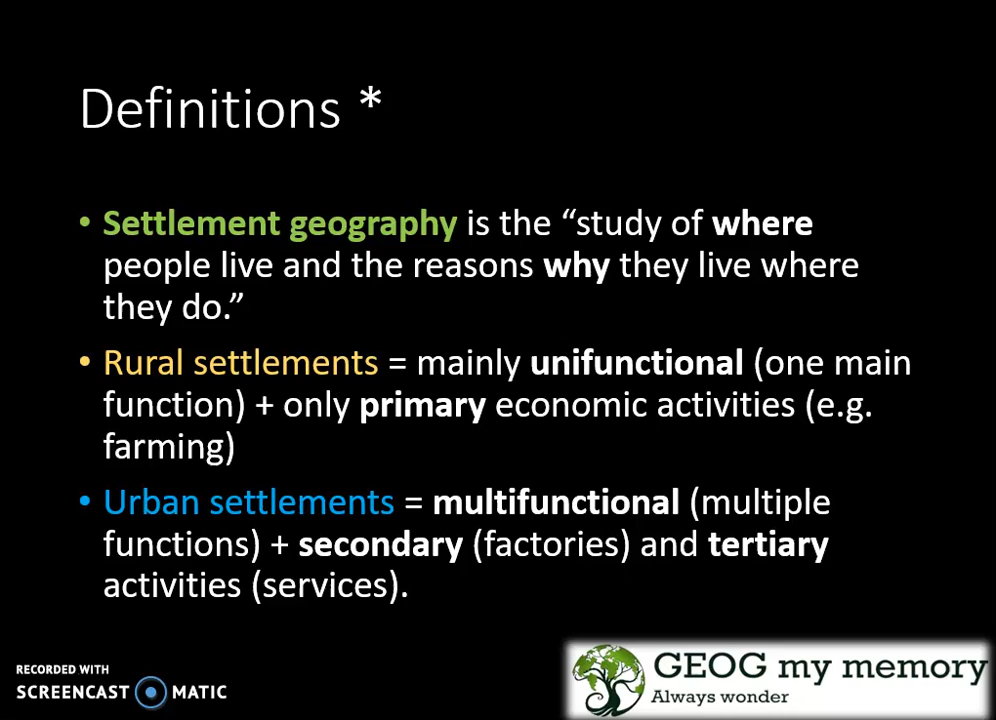 Definitions *
• Settlement geography is the “study of where
people live and the reasons why they live where
they do.”
• Rural settlements = mainly unifunctional (one main
function) + only primary economic activities (e.g.
farming)
• Urban settlements = multifunctional (multiple
functions) + secondary (factories) and tertiary
activities (services).
RECORDED WITH
SCREENCAST MATIC
GEOG my memory
Always wonder